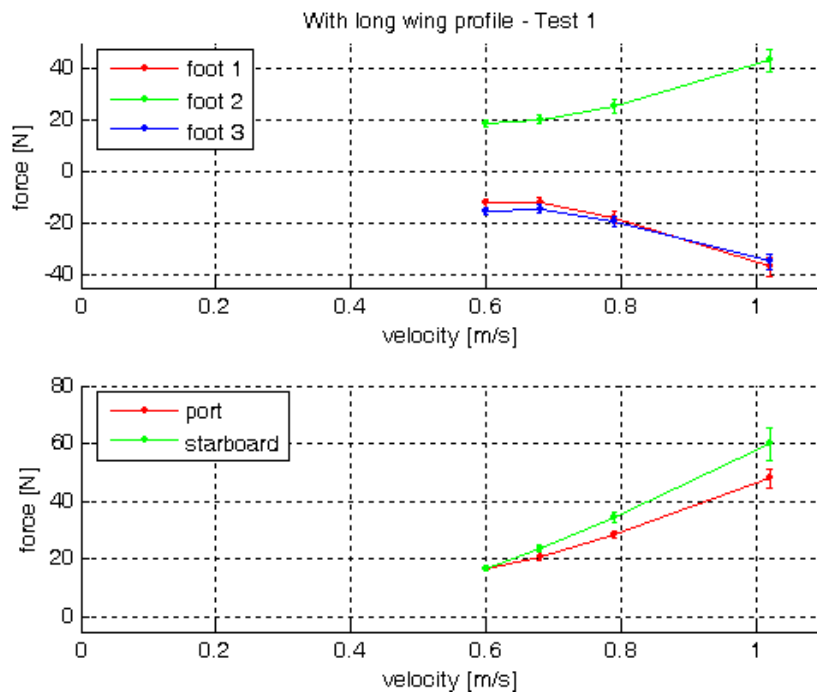 With long wing profile - Test 1
force [N]
40
20
0
-20
-40
foot 1
foot 2
foot 3
0 0.2 0.4 0.6 0.8 1
velocity [m/s]
force [N]
80
60
40
20
0
port
starboard
0 0.2 0.4 0.6 0.8 1
velocity [m/s]